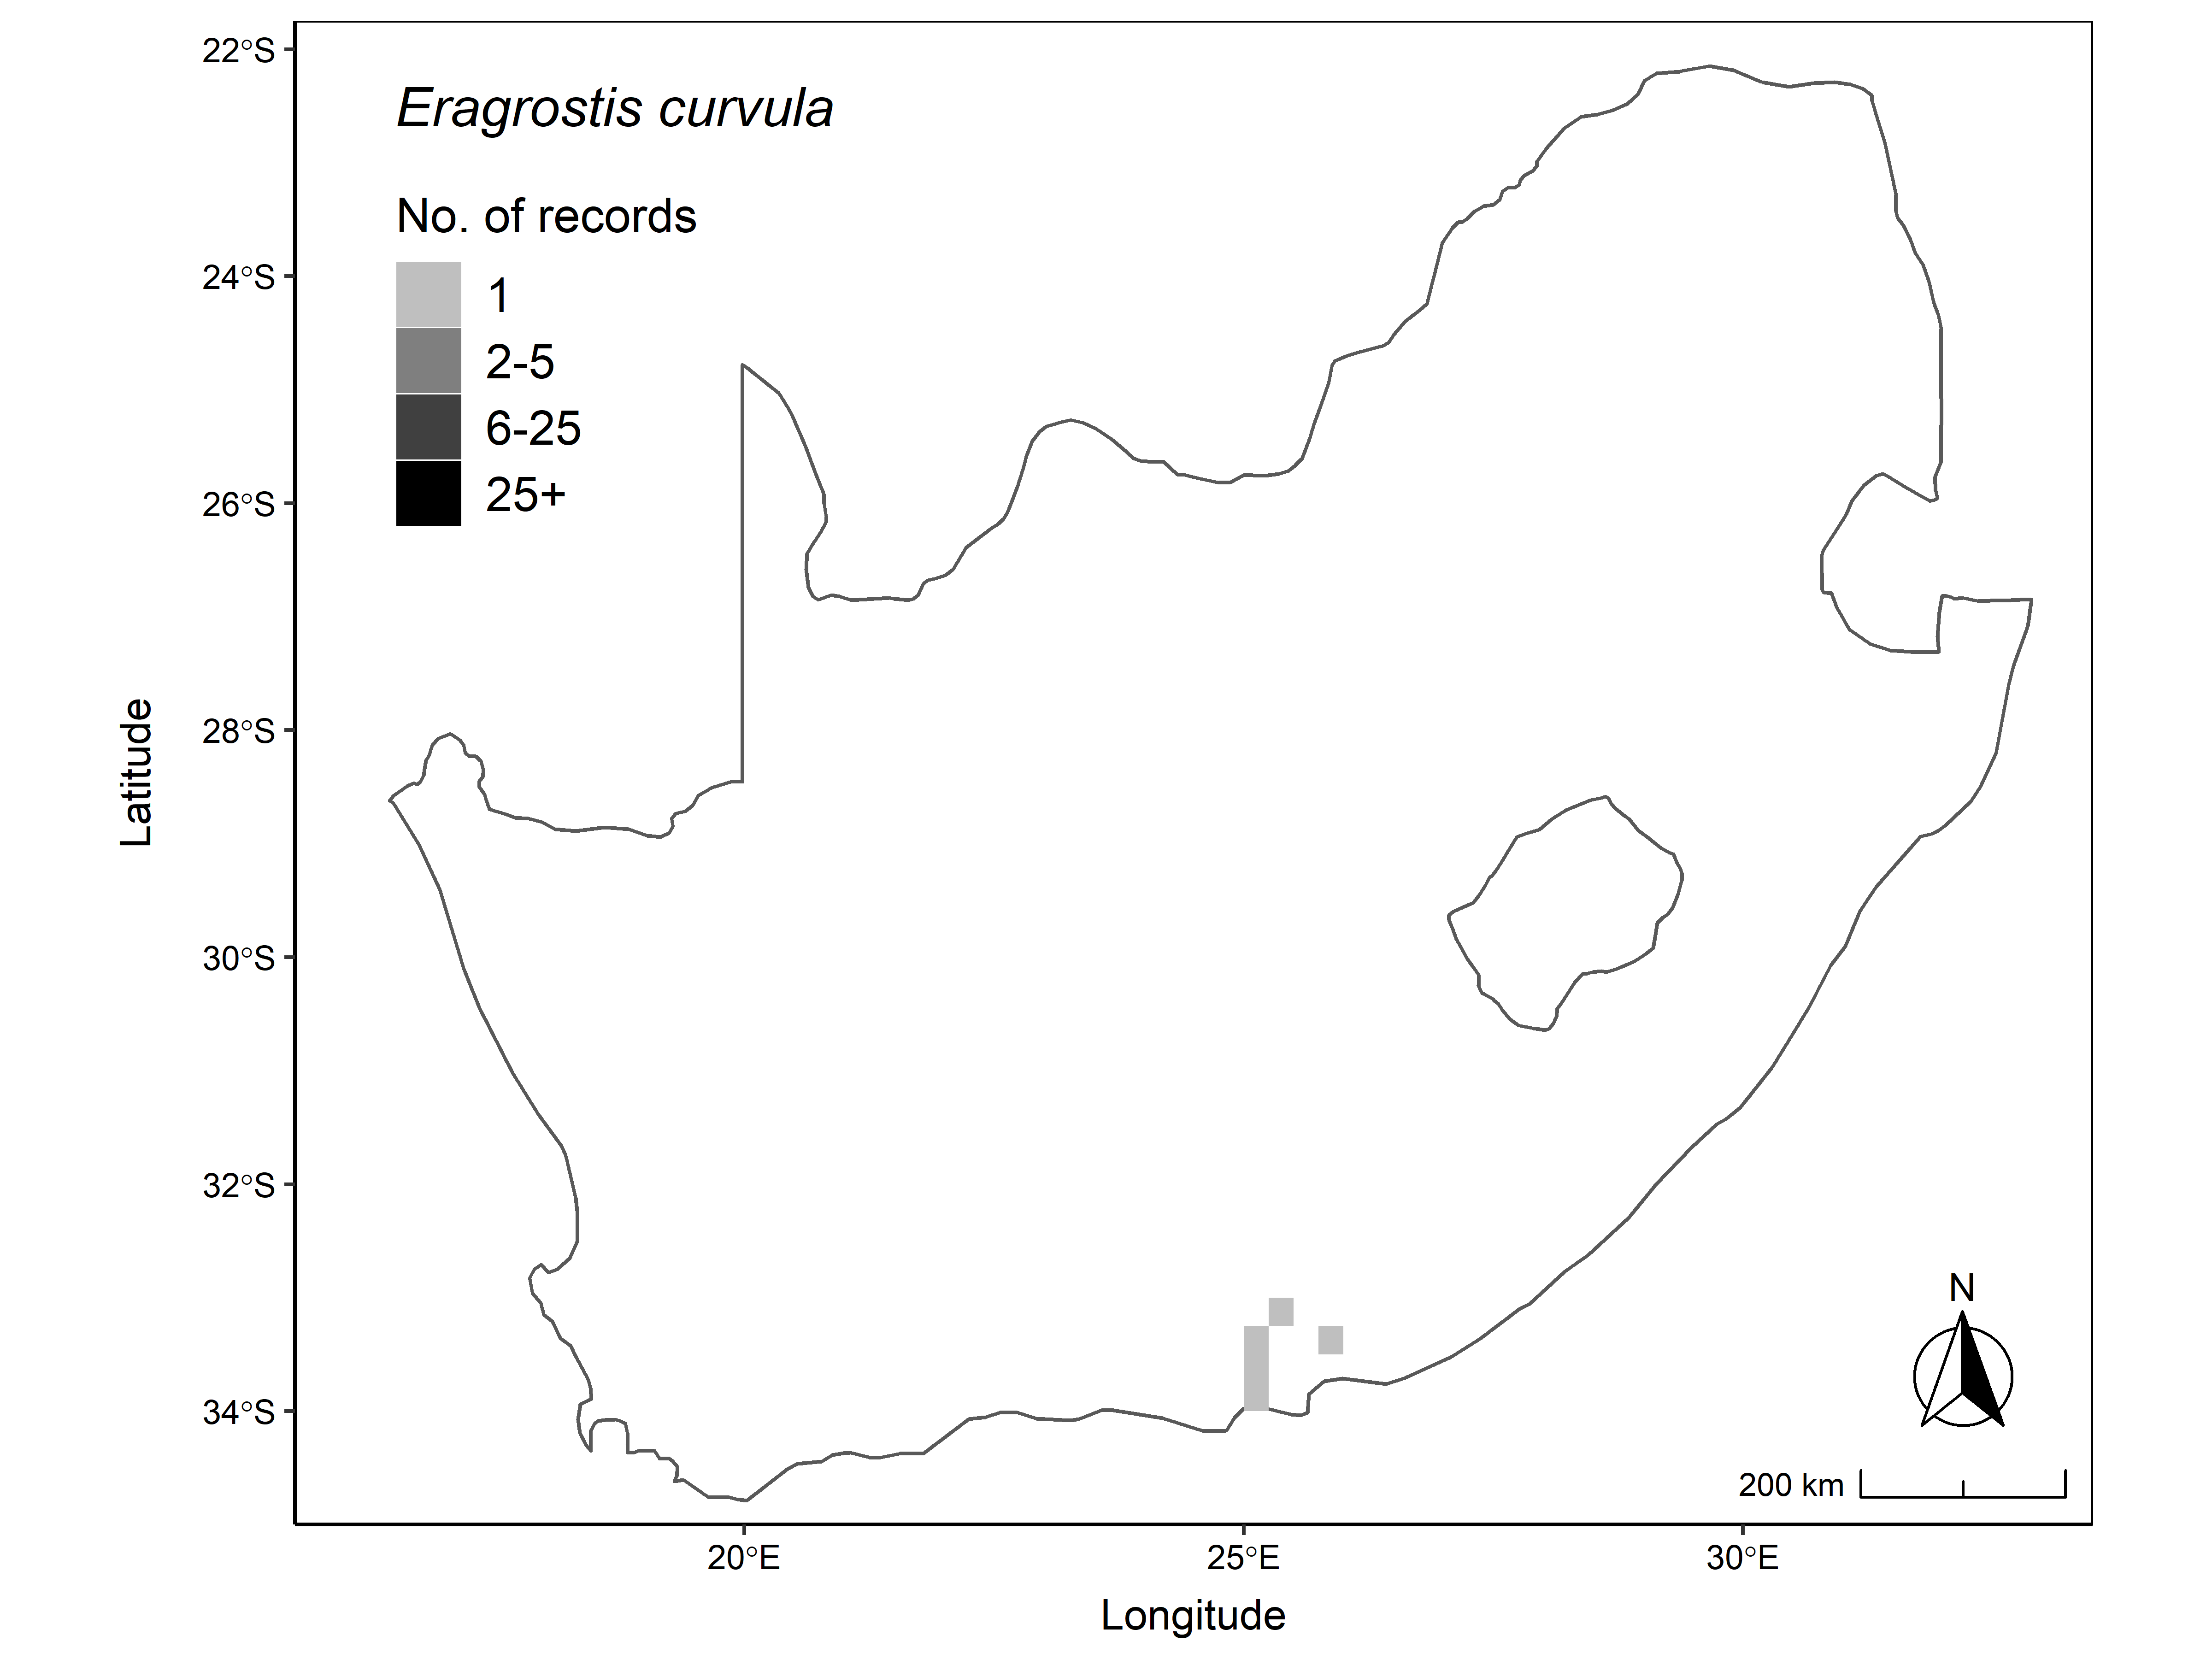 Eragrostis curvula
No. of records
1
2-5
6-25
25+
22°S
24°S
26°S
28°S
30°S
32°S
34°S
Latitude
N
200 km
20°E
25°E
30°E
Longitude